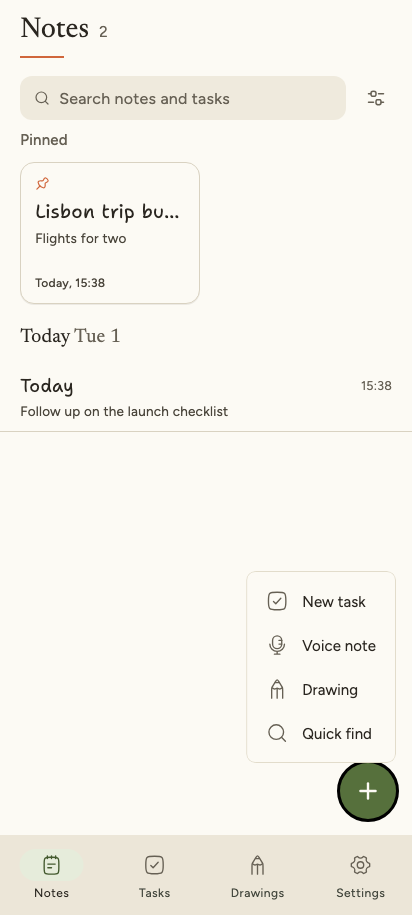 Notes 2
Search notes and tasks
Pinned
Lisbon trip bu...
Flights for two
Today, 15:38
Today Tue 1
Today 15:38
Follow up on the launch checklist
New task
Voice note
Drawing
Quick find
Notes Tasks Drawings Settings